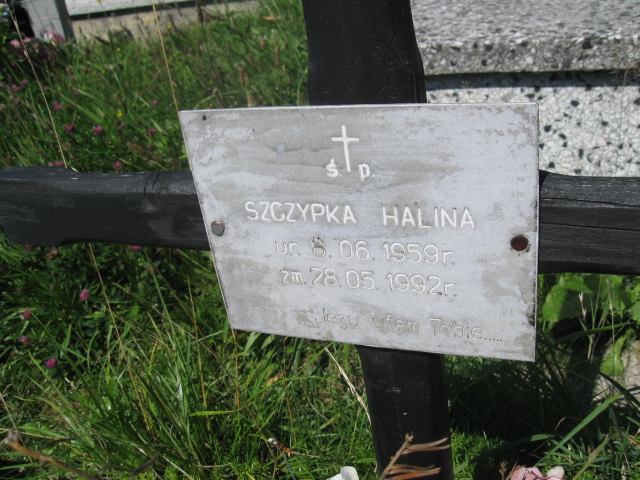 ś p.
SZCZYPKA HALINA
ur. 8.06.1959r.
zm. 28.05.1992r.
Jezu ufam Tobie.....